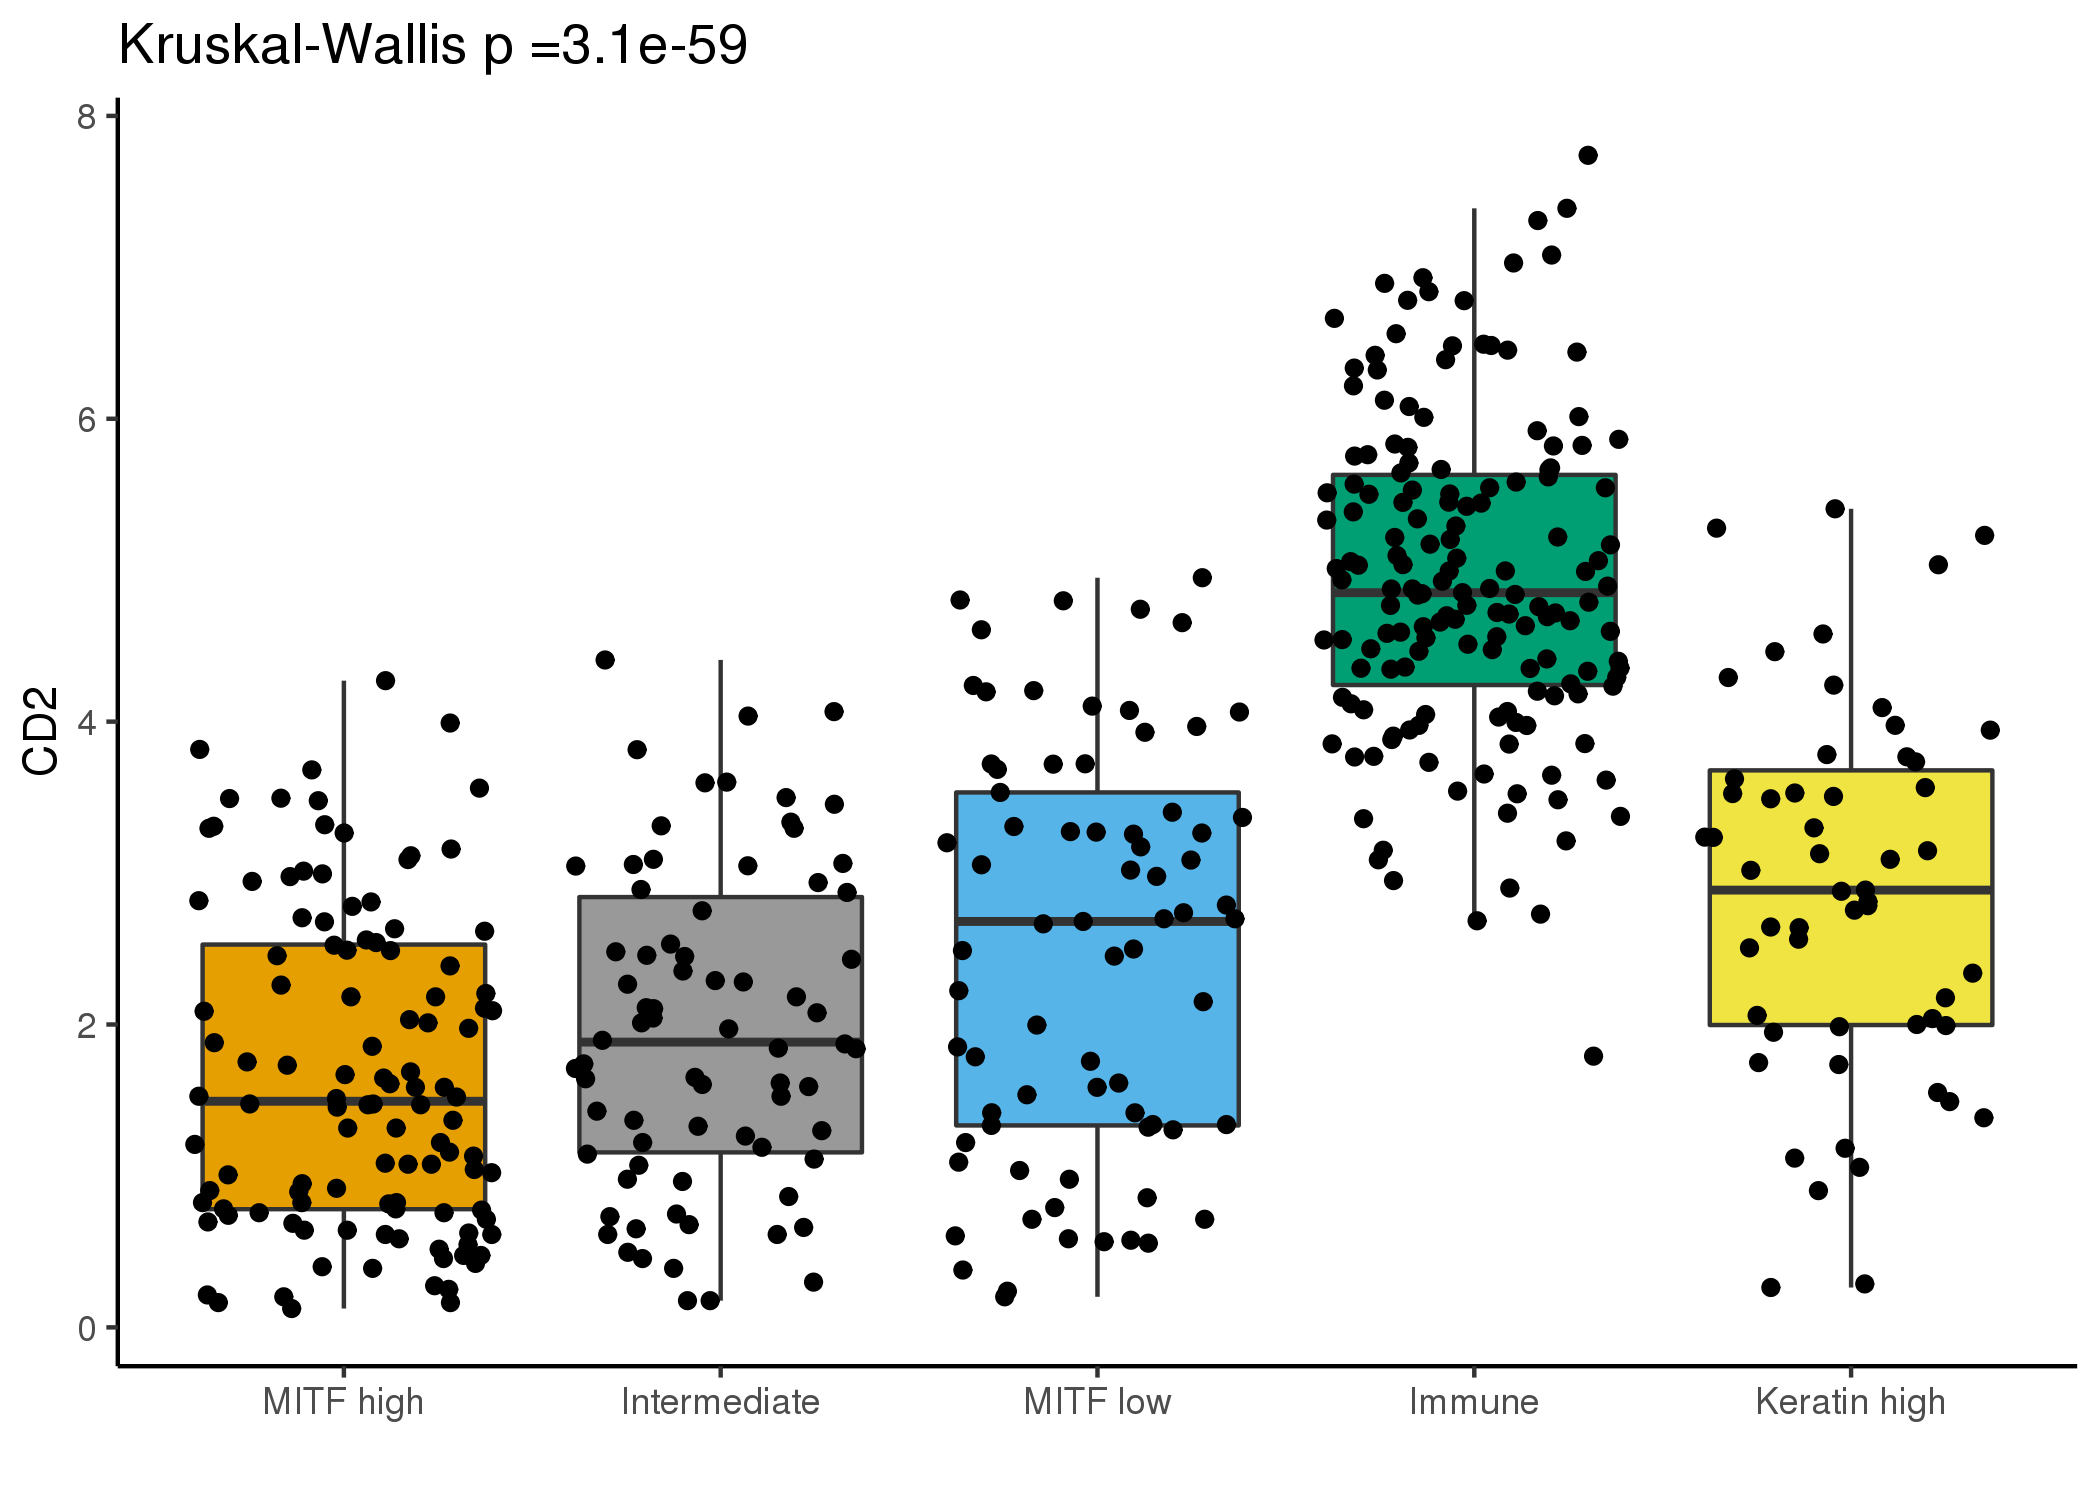 Kruskal-Wallis p =3.1e-59
8
6
4
2
0
CD2
MITF high
Intermediate
MITF low
Immune
Keratin high